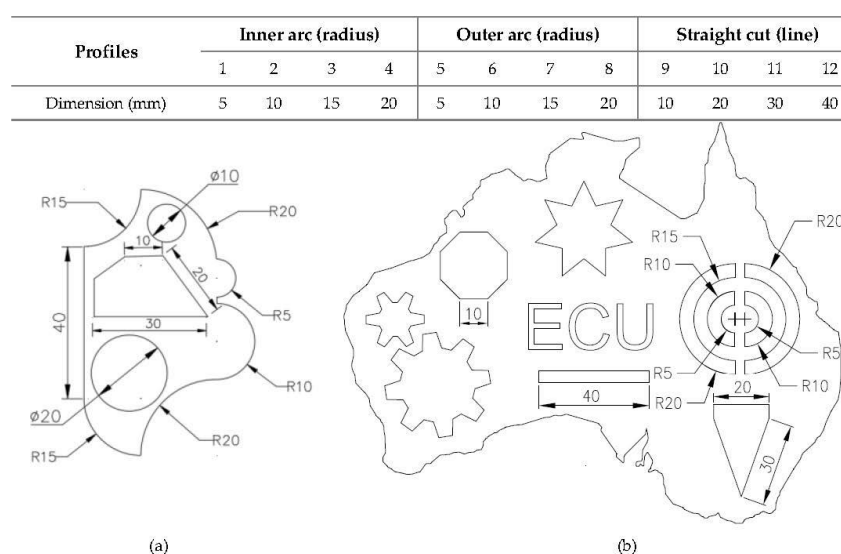 Profiles Inner arc (radius) Outer arc (radius) Straight cut (line)
1 2 3 4 5 6 7 8 9 10 11 12
Dimension (mm) 5 10 15 20 5 10 15 20 10 20 30 40
ø10
R15
R20
10
20
40
30
R5
R10
ø20
R20
R15
R20
R15
R10
10
ECU
R5
R5
R10
20
40
R20
30
(a) (b)